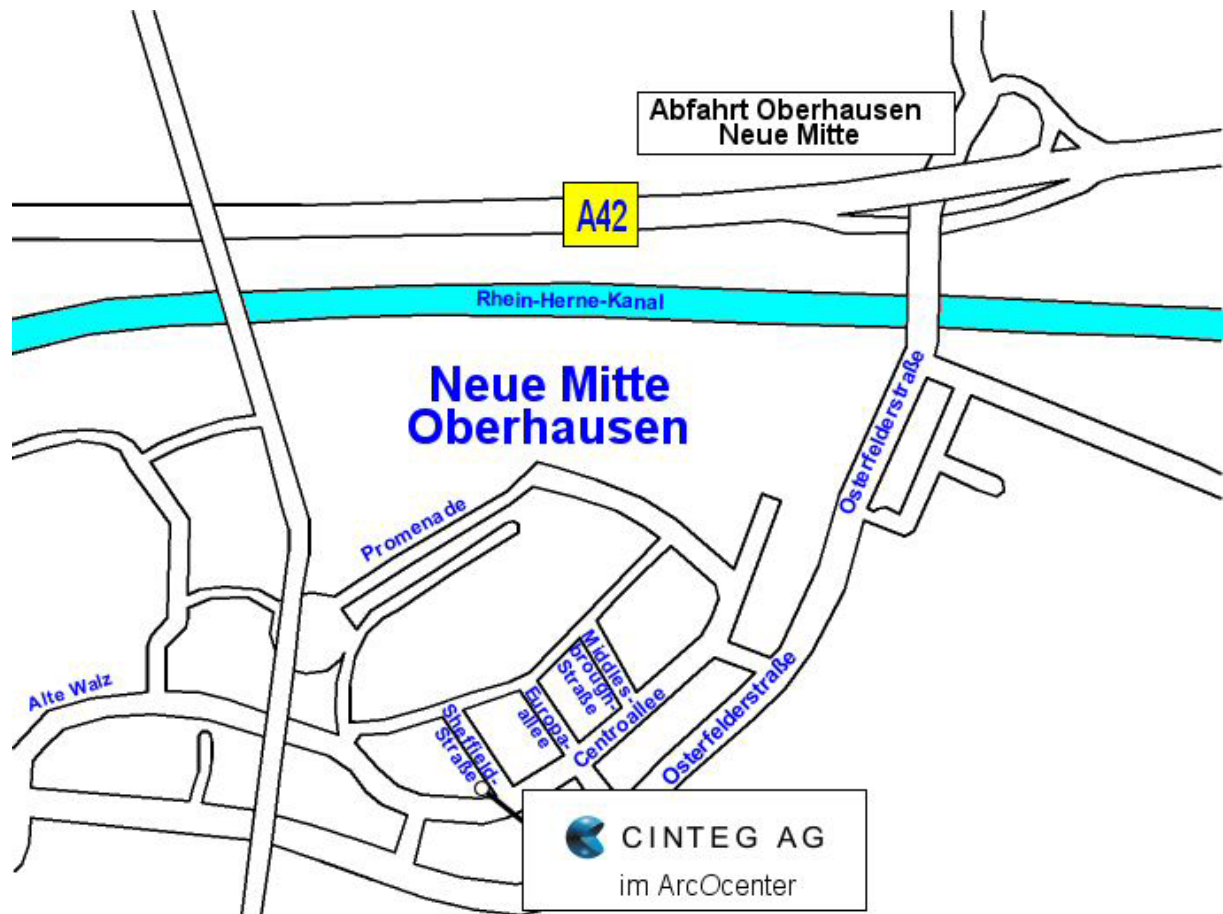 Abfahrt Oberhausen
Neue Mitte
A42
Rhein-Herne-Kanal
Neue Mitte
Oberhausen
Osterfelderstraße
Promenade
Alte Walz
Middles-
brough-
Straße
Europa-
allee
Sheffield-
Straße
Centroallee
Osterfelderstraße
CINTEG AG
im ArcOcenter